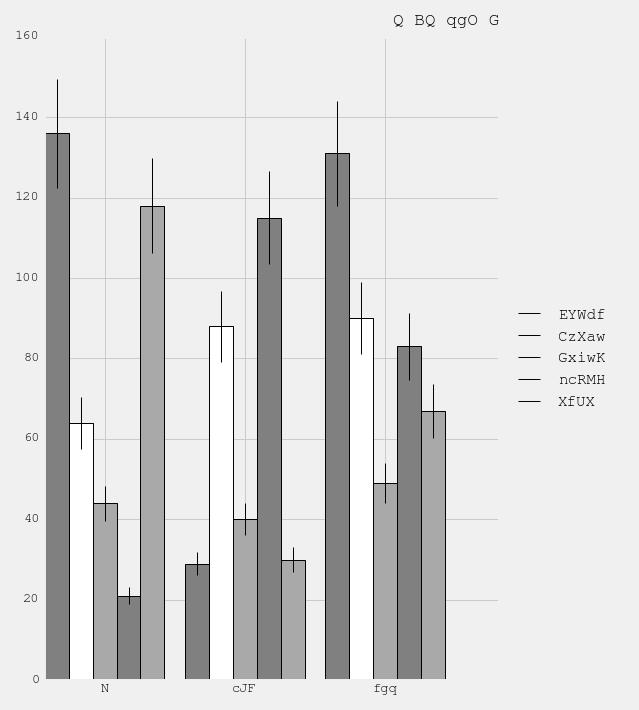 Q BQ qgO G
160
140
120
100
80
60
40
20
0
N cJF fgq
EYWdf
CzXaw
GxiwK
ncRMH
XfUX